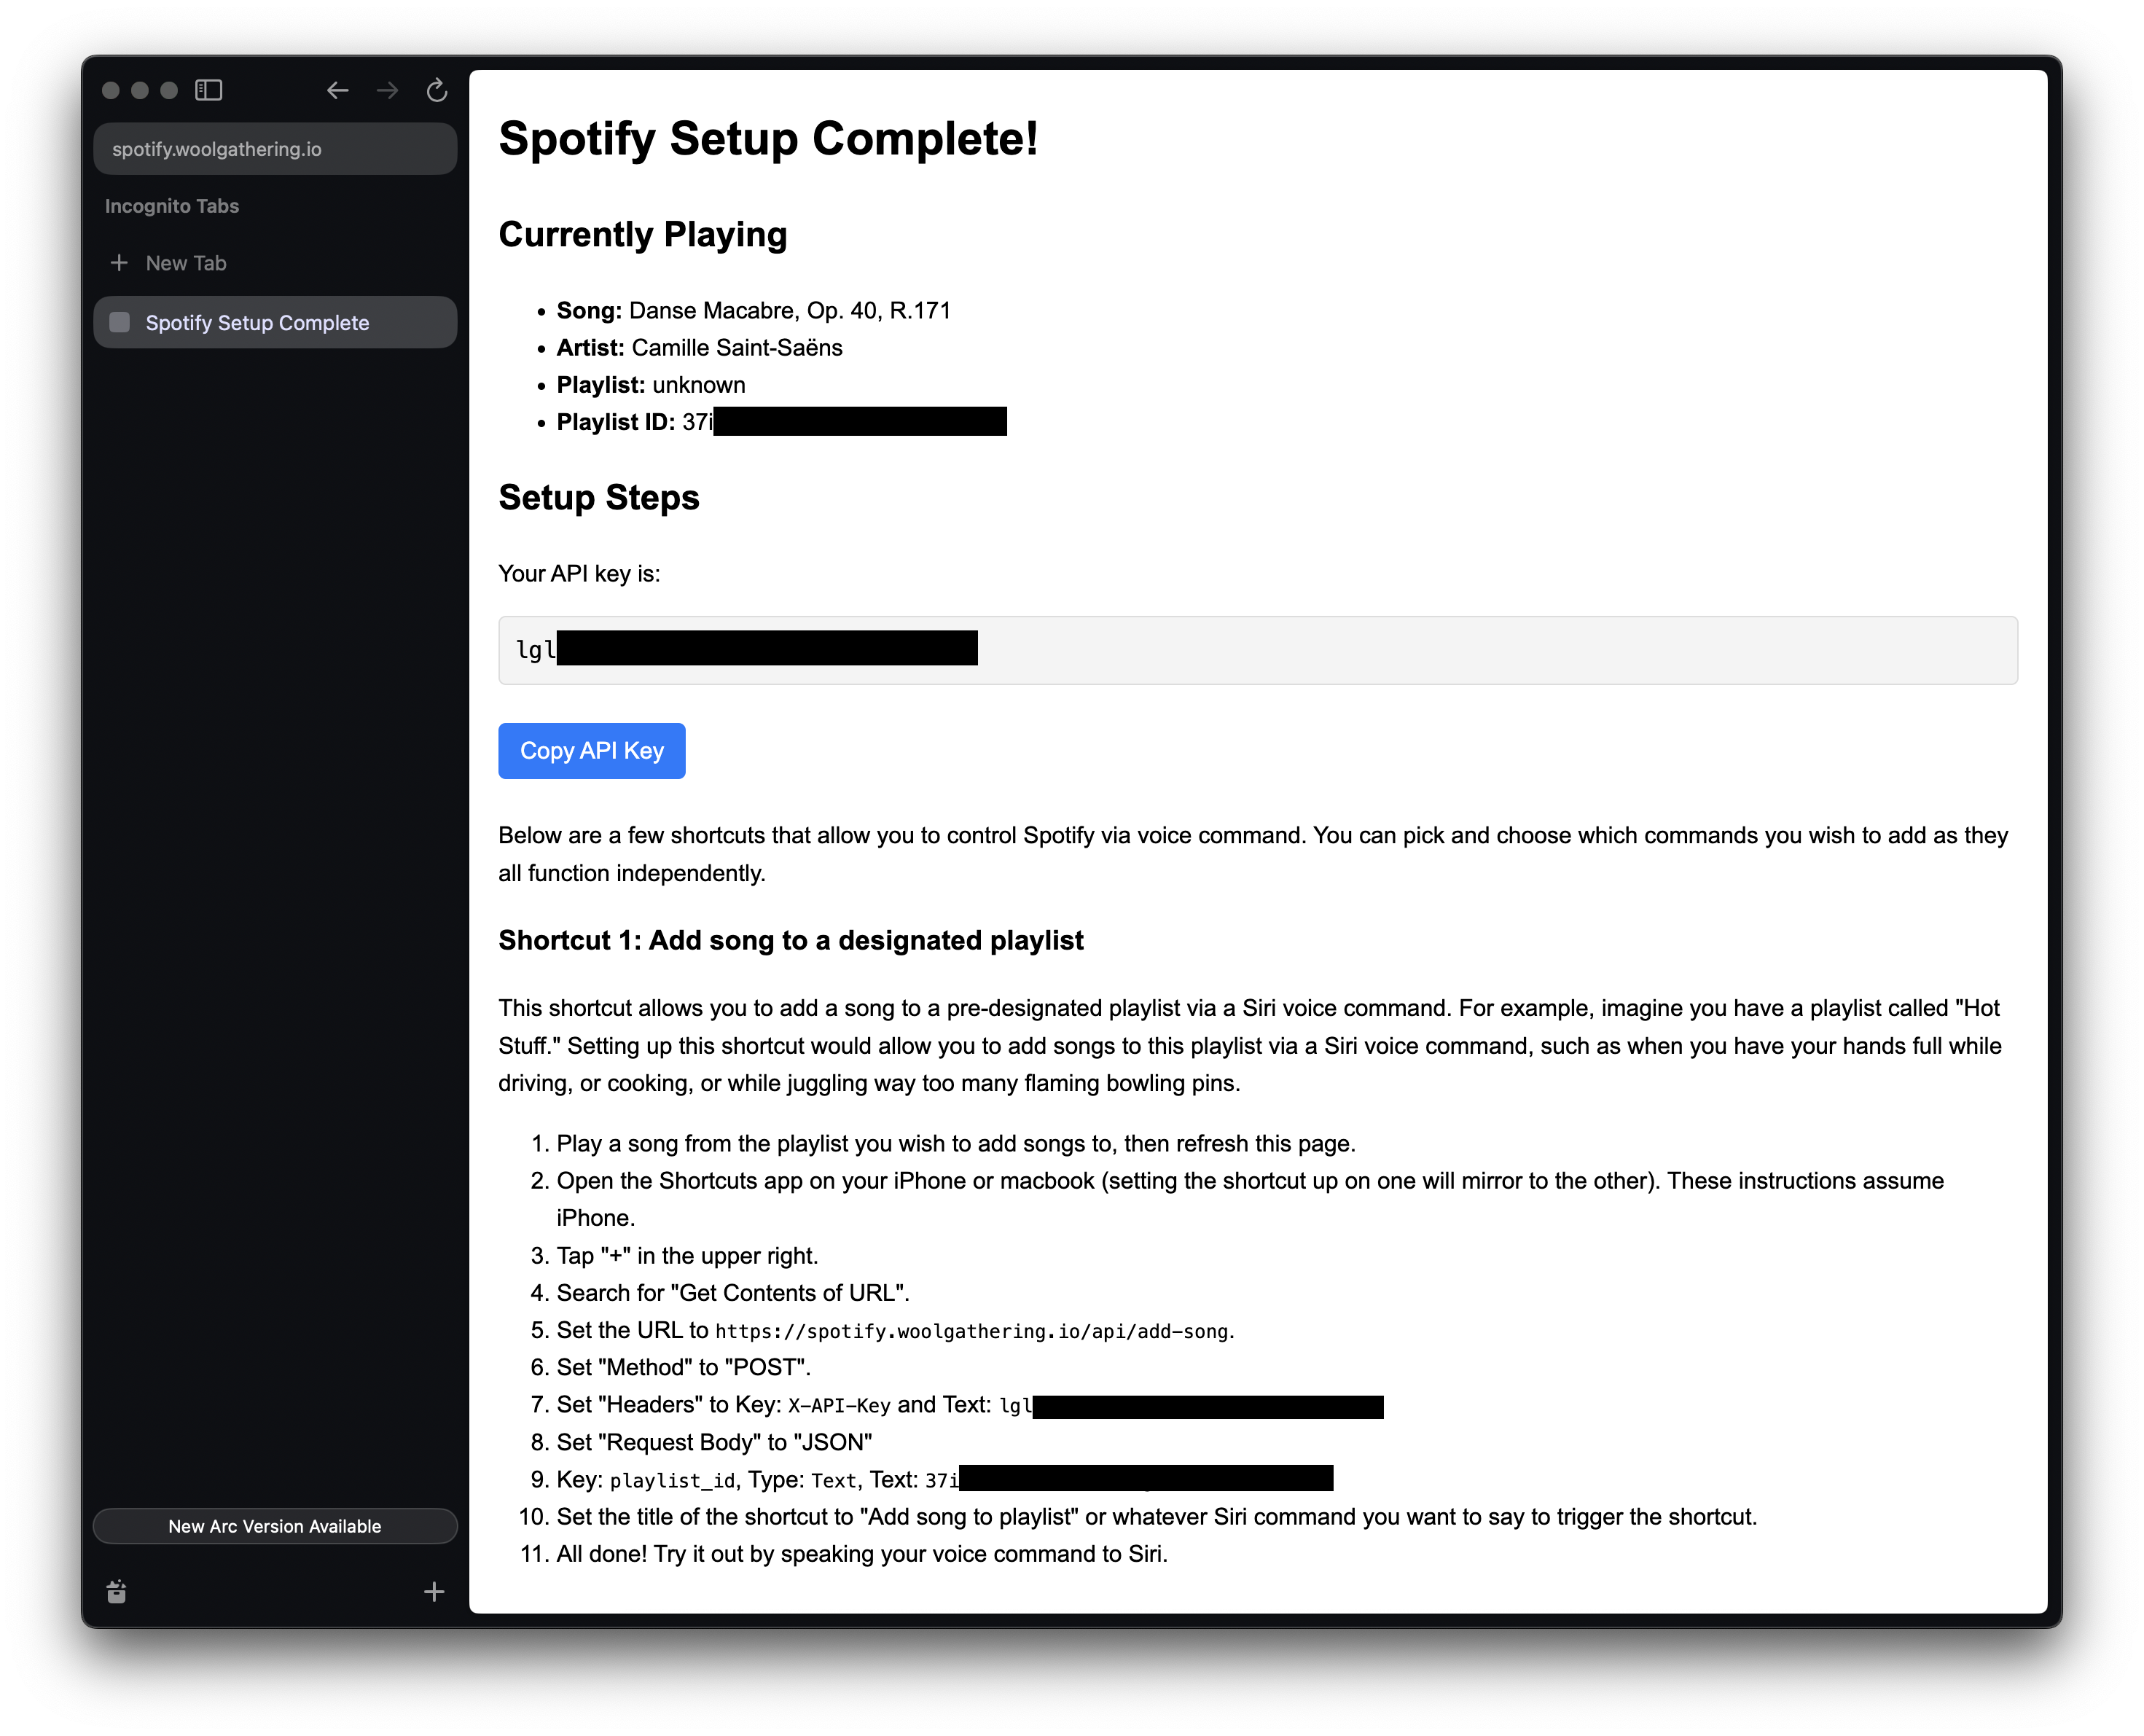 spotify.woolgathering.io
Incognito Tabs
New Tab
Spotify Setup Complete
New Arc Version Available
Spotify Setup Complete!
Currently Playing
• Song: Danse Macabre, Op. 40, R.171
• Artist: Camille Saint-Saëns
• Playlist: unknown
• Playlist ID: 37i
Setup Steps
Your API key is:
lgl
Copy API Key
Below are a few shortcuts that allow you to control Spotify via voice command. You can pick and choose which commands you wish to add as they
all function independently.
Shortcut 1: Add song to a designated playlist
This shortcut allows you to add a song to a pre-designated playlist via a Siri voice command. For example, imagine you have a playlist called "Hot
Stuff." Setting up this shortcut would allow you to add songs to this playlist via a Siri voice command, such as when you have your hands full while
driving, or cooking, or while juggling way too many flaming bowling pins.
1. Play a song from the playlist you wish to add songs to, then refresh this page.
2. Open the Shortcuts app on your iPhone or macbook (setting the shortcut up on one will mirror to the other). These instructions assume
iPhone.
3. Tap "+" in the upper right.
4. Search for "Get Contents of URL".
5. Set the URL to https://spotify.woolgathering.io/api/add-song.
6. Set "Method" to "POST".
7. Set "Headers" to Key: X-API-Key and Text: lgl
8. Set "Request Body" to "JSON"
9. Key: playlist_id, Type: Text, Text: 37i
10. Set the title of the shortcut to "Add song to playlist" or whatever Siri command you want to say to trigger the shortcut.
11. All done! Try it out by speaking your voice command to Siri.